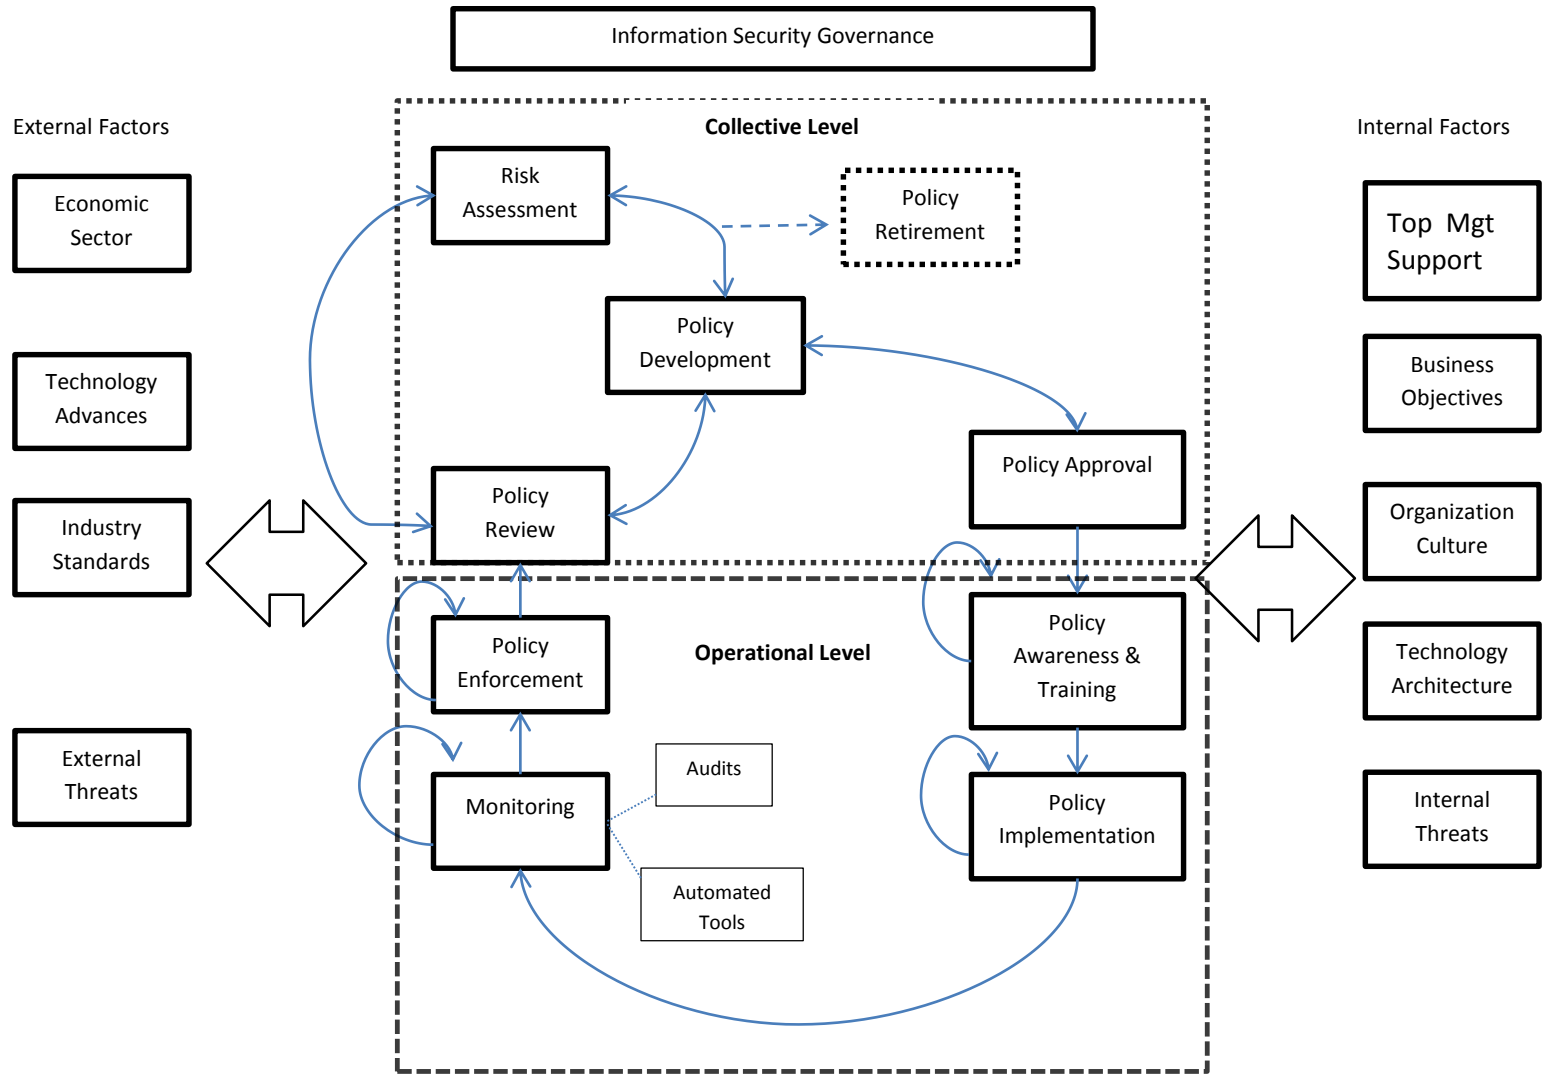 Information Security Governance
External Factors
Collective Level
Internal Factors
Economic
Sector
Risk
Assessment
Policy
Retirement
Top Mgt
Support
Technology
Advances
Policy
Development
Business
Objectives
Industry
Standards
Policy
Review
Policy Approval
Organization
Culture
Policy
Enforcement
Operational Level
Policy
Awareness &
Training
Technology
Architecture
External
Threats
Monitoring
Audits
Automated
Tools
Policy
Implementation
Internal
Threats